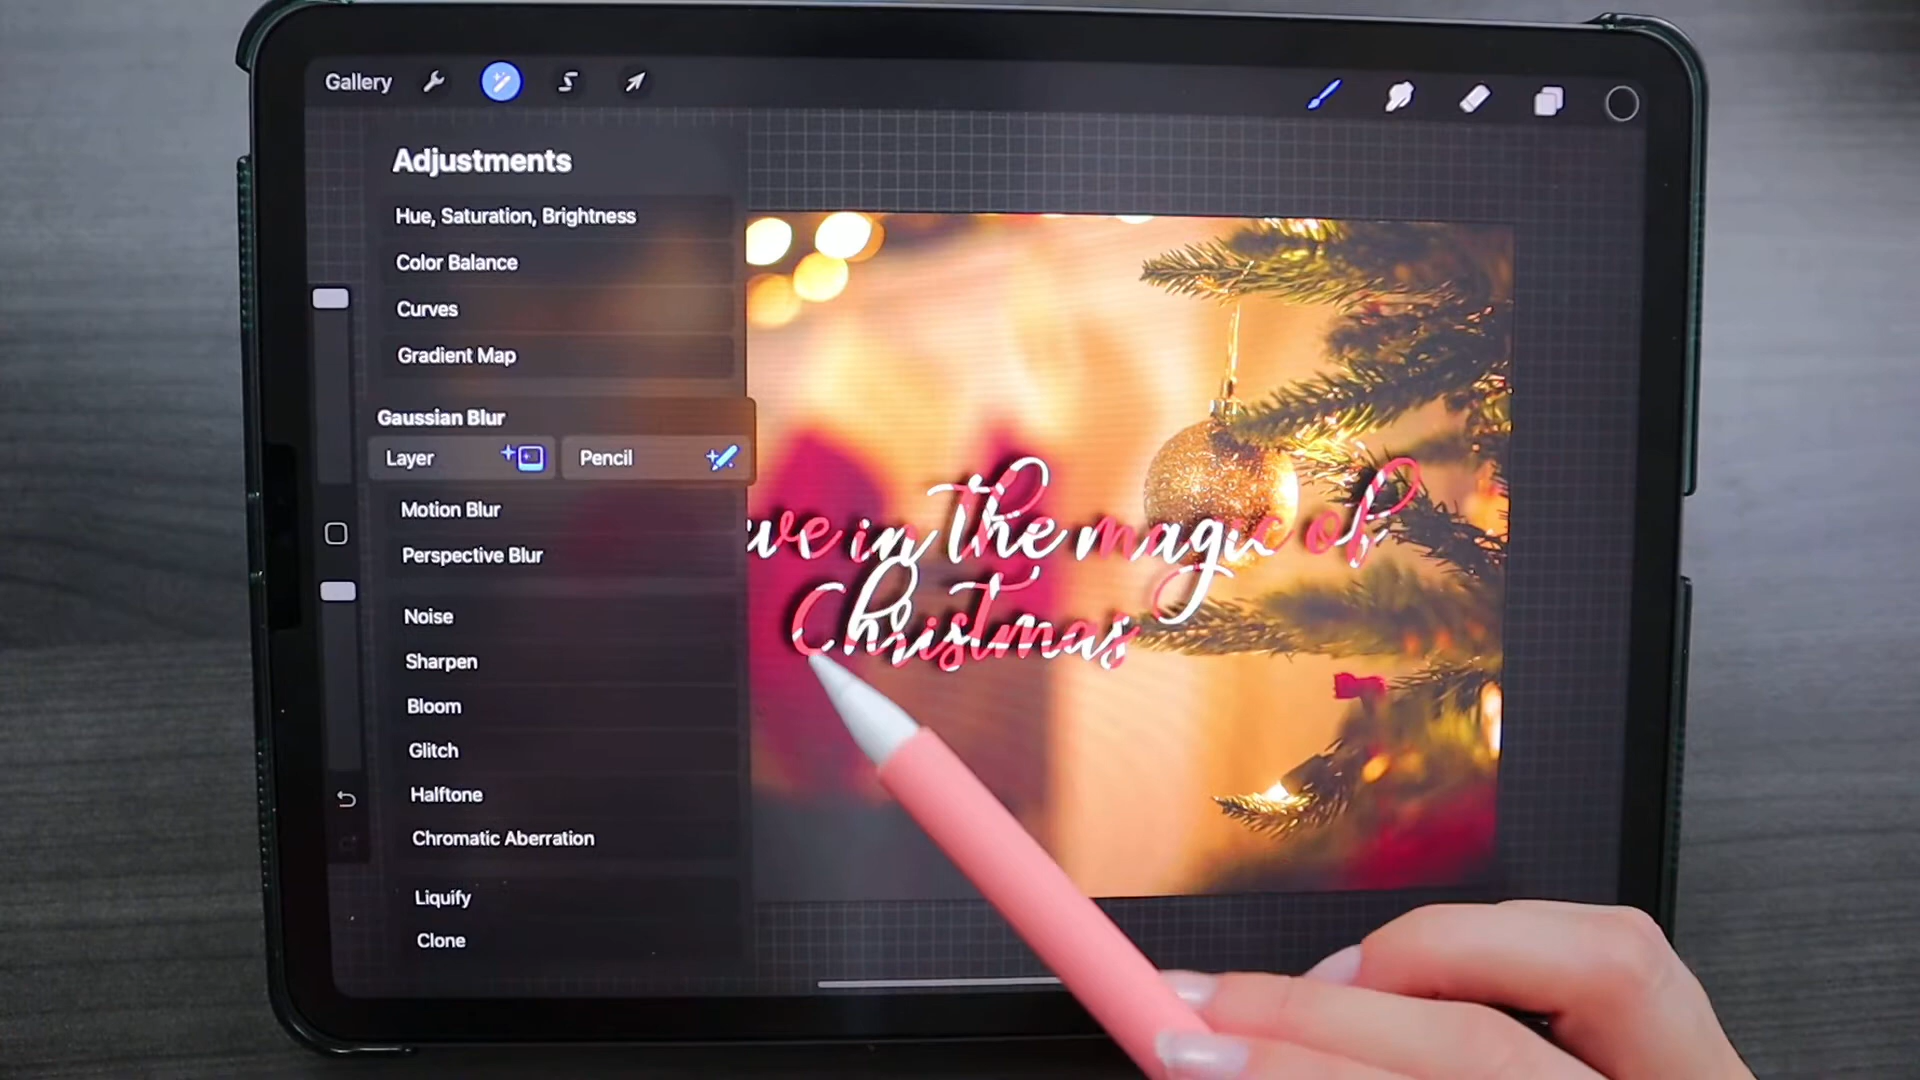 Gallery
Adjustments
Hue, Saturation, Brightness
Color Balance
Curves
Gradient Map
Gaussian Blur
Layer
Pencil
Motion Blur
Perspective Blur
Noise
Sharpen
Bloom
Glitch
Halftone
Chromatic Aberration
Liquify
Clone
in the magic of
Christmas